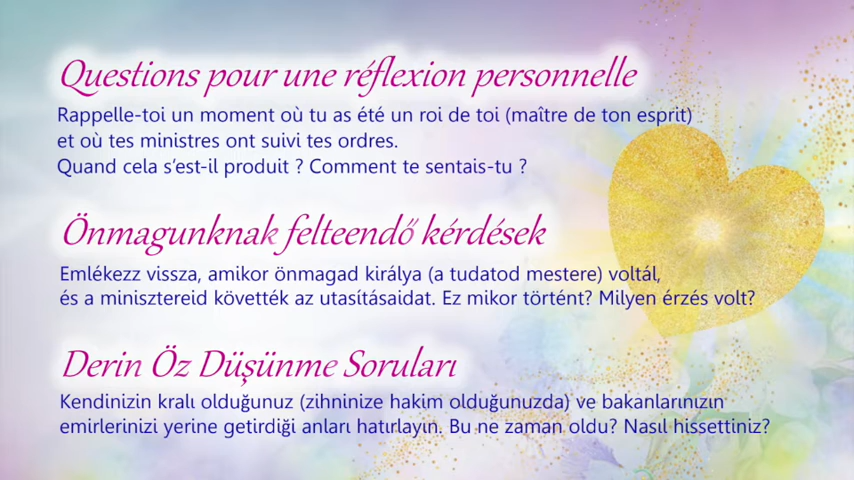 Questions pour une réflexion personnelle
Rappelle-toi un moment où tu as été un roi de toi (maître de ton esprit)
et où tes ministres ont suivi tes ordres.
Quand cela s’est-il produit ? Comment te sentais-tu ?
Önmagunknak felteendő kérdések
Emlékezz vissza, amikor önmagad királya (a tudatod mestere) voltál,
és a minisztereid követték az utasításaidat. Ez mikor történt? Milyen érzés volt?
Derin Öz Düşünme Soruları
Kendinizin kralı olduğunuz (zihninize hakim olduğunuzda) ve bakanlarınızın
emirlerinizi yerine getirdiği anları hatırlayın. Bu ne zaman oldu? Nasıl hissettiniz?